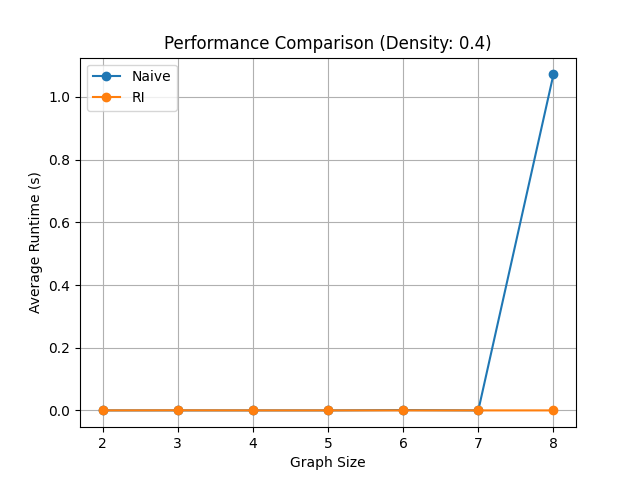 Performance Comparison (Density: 0.4)
Naive
RI
Average Runtime (s)
1.0
0.8
0.6
0.4
0.2
0.0
2 3 4 5 6 7 8
Graph Size